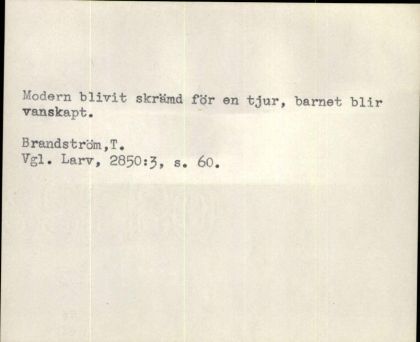 Modern blivit skrämd för en tjur, barnet blir
vanskapt.
Brandström,T.
Vgl. Larv, 2850:3, s. 60.